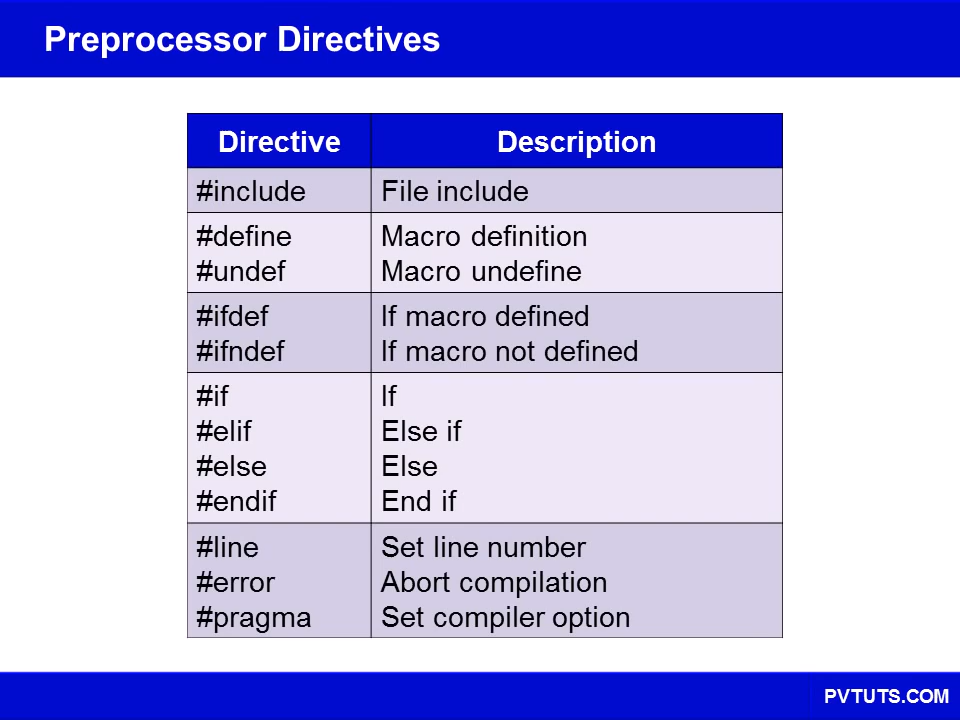 Preprocessor Directives
Directive Description
#include File include
#define Macro definition
#undef Macro undefine
#ifdef If macro defined
#ifndef If macro not defined
#if If
#elif Else if
#else Else
#endif End if
#line Set line number
#error Abort compilation
#pragma Set compiler option
PVTUTS.COM